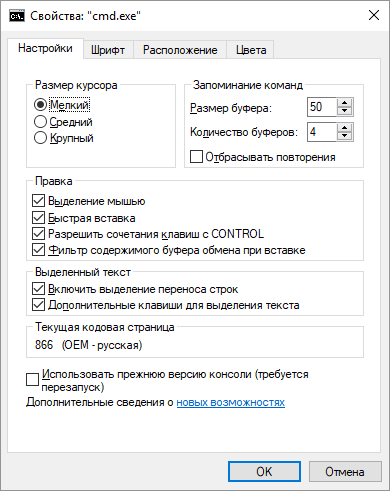 Свойства: "cmd.exe"
Настройки Шрифт Расположение Цвета
Размер курсора
Мелкий
Средний
Крупный
Запоминание команд
Размер буфера: 50
Количество буферов: 4
Отбрасывать повторения
Правка
Выделение мышью
Быстрая вставка
Разрешить сочетания клавиш с CONTROL
Фильтр содержимого буфера обмена при вставке
Выделенный текст
Включить выделение переноса строк
Дополнительные клавиши для выделения текста
Текущая кодовая страница
866 (OEM - русская)
Использовать прежнюю версию консоли (требуется
перезапуск)
Дополнительные сведения о новых возможностях
ОК Отмена